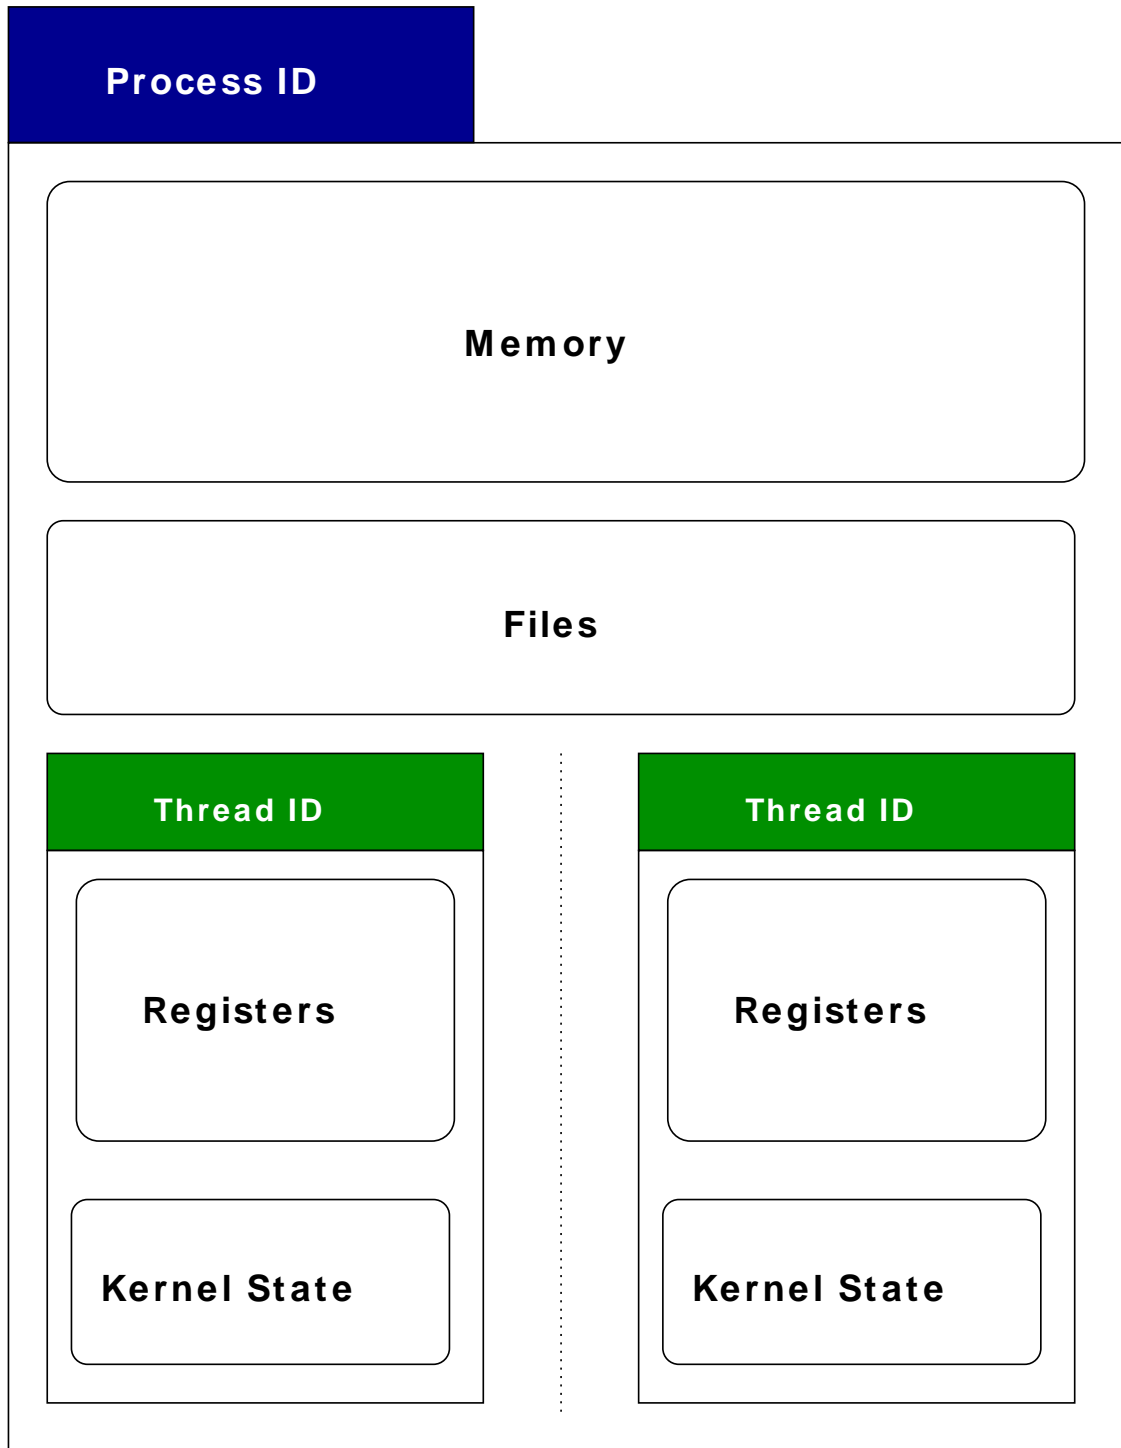 Process ID
Memory
Files
Thread ID
Thread ID
Registers
Registers
Kernel State
Kernel State